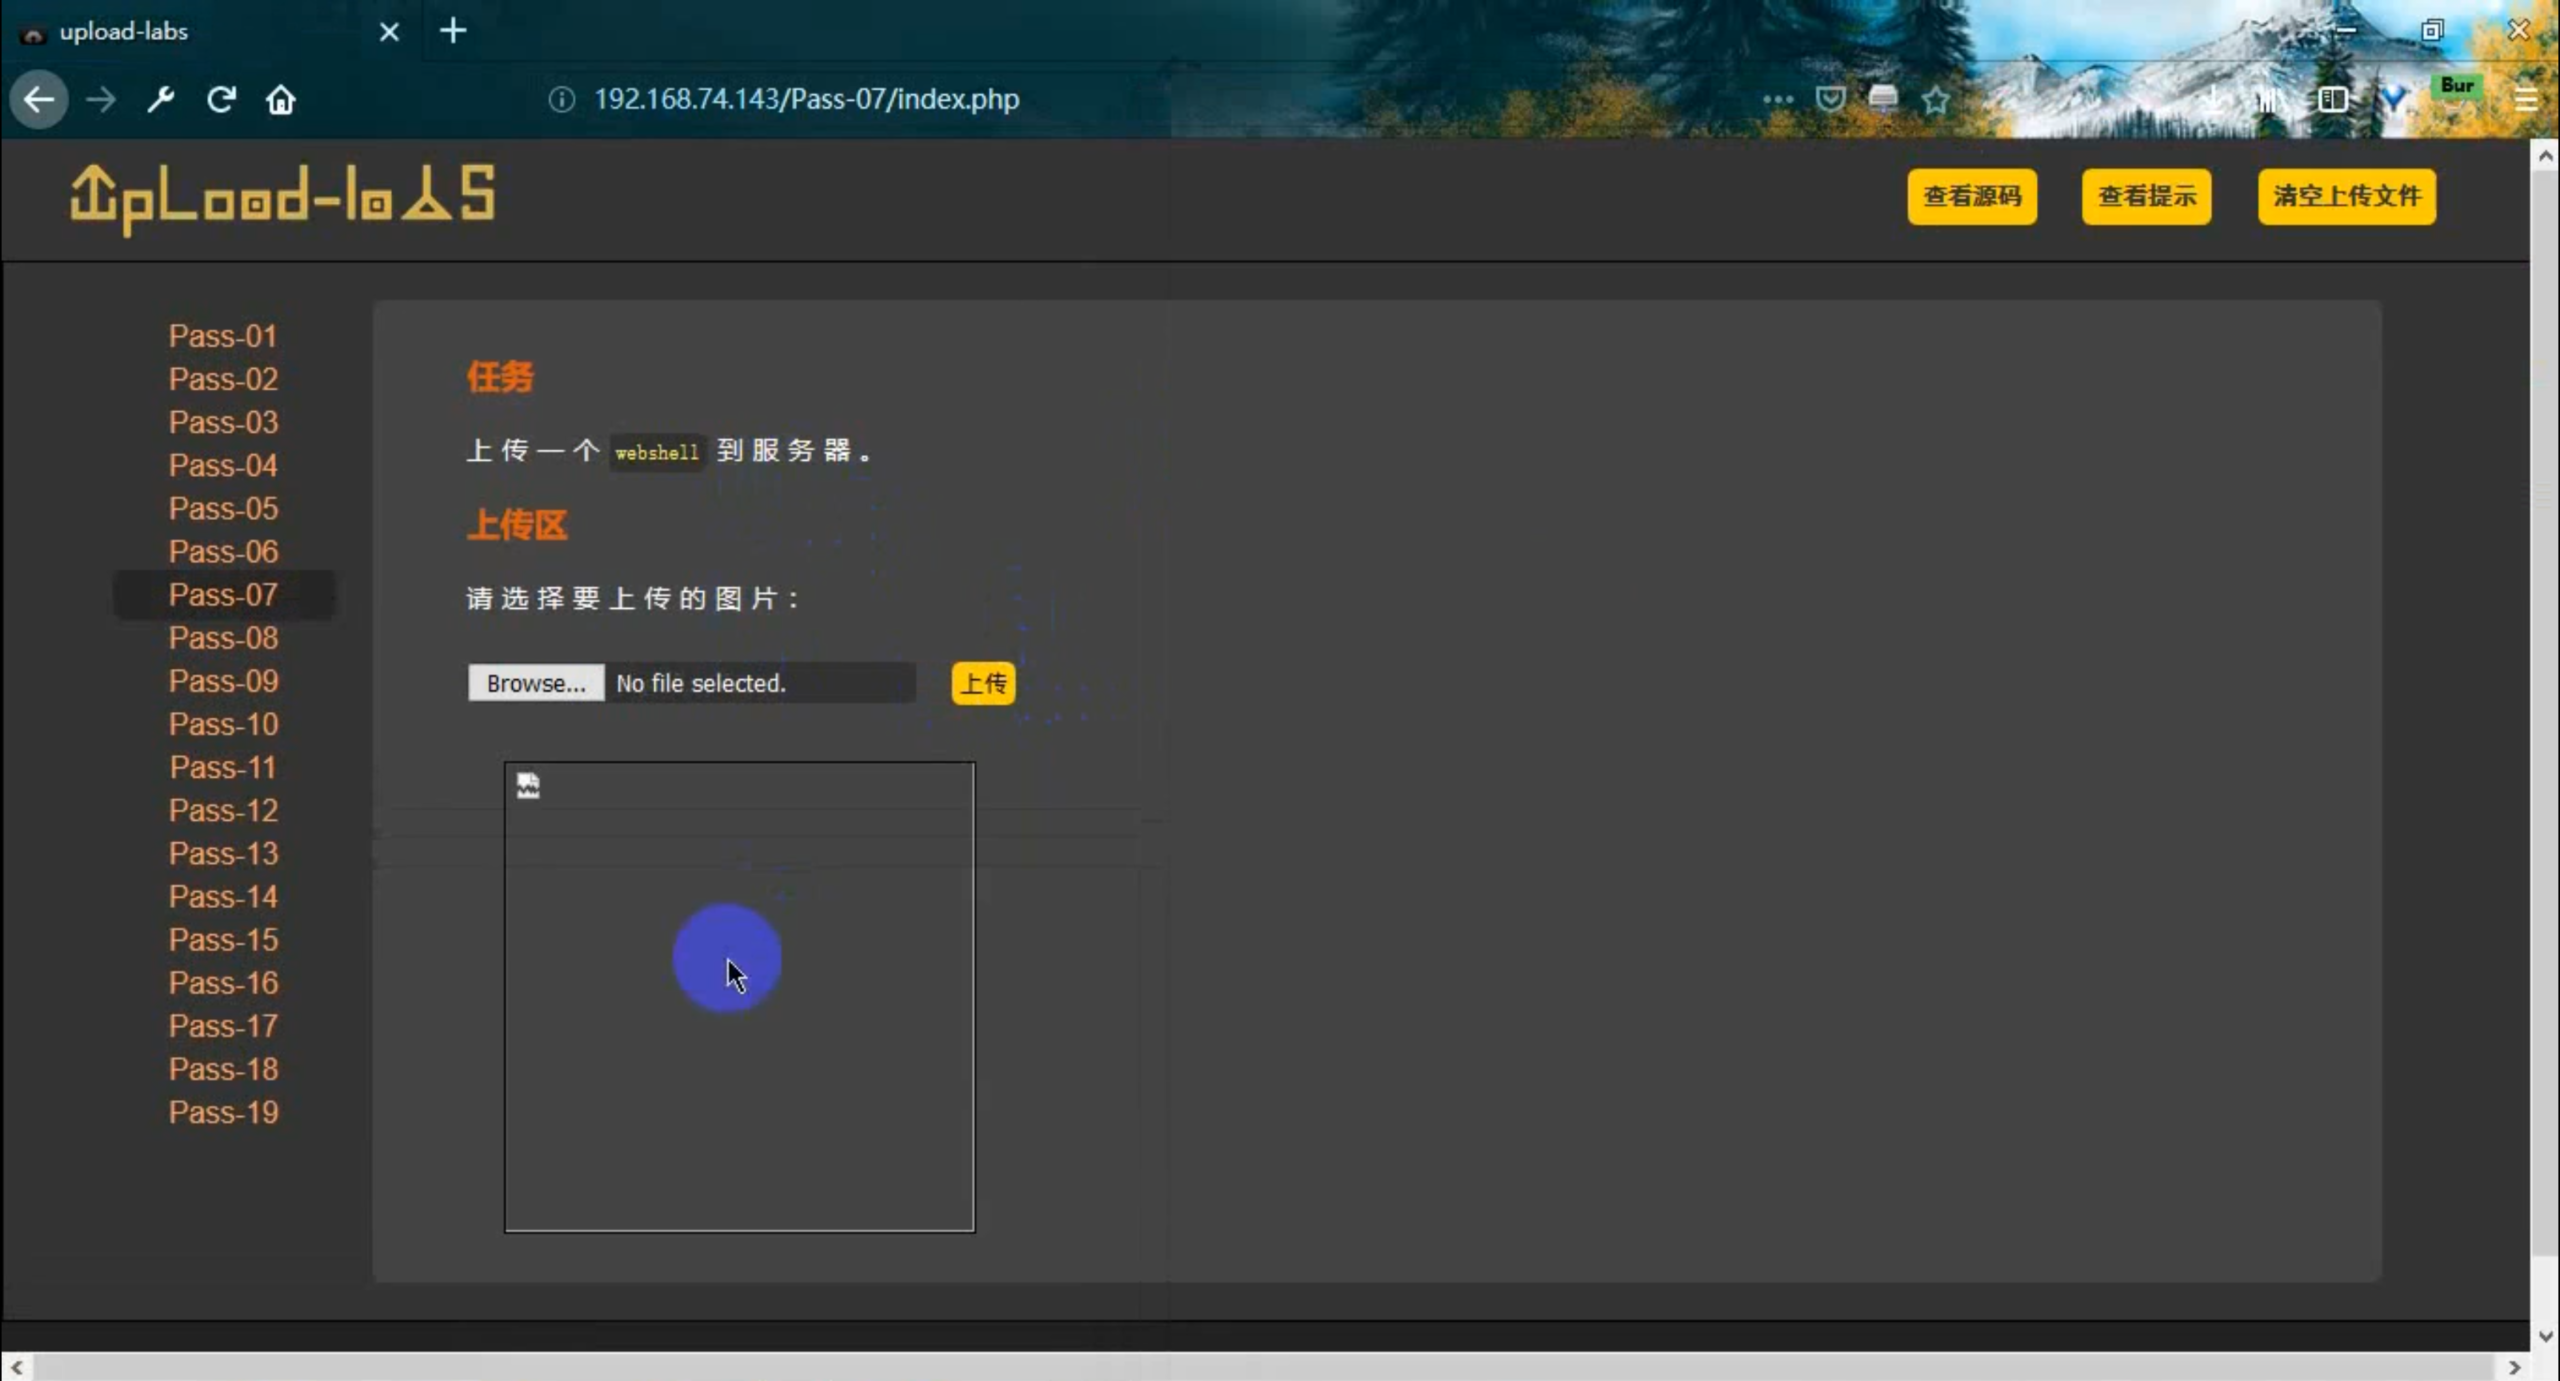 upload-labs
192.168.74.143/Pass-07/index.php
Bur
UpLoad-labS
查看源码
查看提示
清空上传文件
Pass-01
Pass-02
Pass-03
Pass-04
Pass-05
Pass-06
Pass-07
Pass-08
Pass-09
Pass-10
Pass-11
Pass-12
Pass-13
Pass-14
Pass-15
Pass-16
Pass-17
Pass-18
Pass-19
任务
上传一个 webshell 到服务器。
上传区
请选择要上传的图片：
Browse... No file selected. 上传